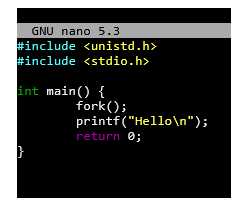 GNU nano 5.3
#include <unistd.h>
#include <stdio.h>
int main() {
        fork();
        printf("Hello\n");
        return 0;
}